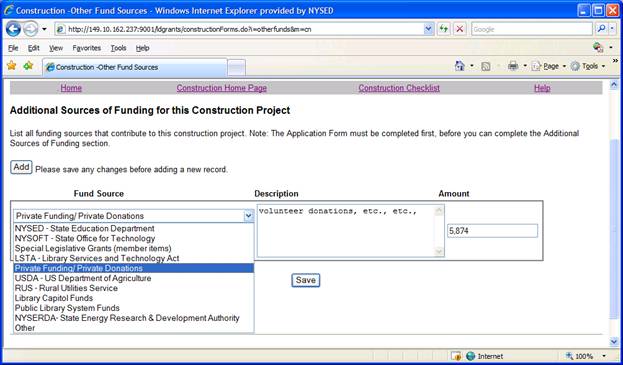 Construction -Other Fund Sources - Windows Internet Explorer provided by NYSED
http://149.10.162.237:9001/ldgrants/constructionForms.do?=otherfunds&m=cn
Google
File Edit View Favorites Tools Help
Construction -Other Fund Sources
Page Tools
Home Construction Home Page Construction Checklist Help
Additional Sources of Funding for this Construction Project
List all funding sources that contribute to this construction project. Note: The Application Form must be completed first, before you can complete the Additional
Sources of Funding section.
Add Please save any changes before adding a new record.
Fund Source Description Amount
Private Funding/ Private Donations volunteer donations, etc., etc., 5,874
NYSED - State Education Department
NYSOFT - State Office for Technology
Special Legislative Grants (member items)
LSTA - Library Services and Technology Act
Private Funding/ Private Donations
USDA - US Department of Agriculture
RUS - Rural Utilities Service
Library Capitol Funds
Public Library System Funds
NYSERDA- State Energy Research & Development Authority
Other
Save
Internet 100%